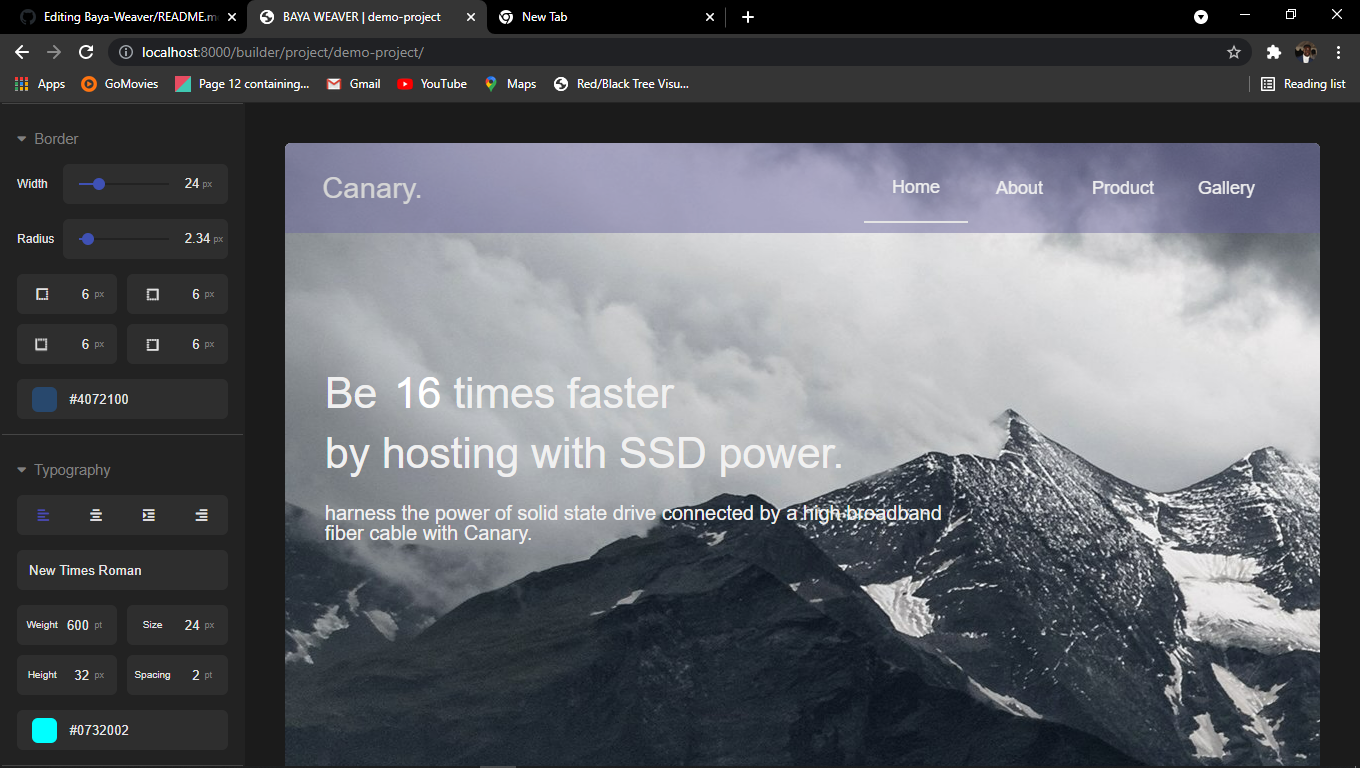 Editing Baya-Weaver/README.m
BAYA WEAVER | demo-project
New Tab
localhost:8000/builder/project/demo-project/
Apps
GoMovies
Page 12 containing...
Gmail
YouTube
Maps
Red/Black Tree Visu...
Reading list
Border
Width 24 px
Radius 2.34 px
6 px 6 px
6 px 6 px
#4072100
Typography
New Times Roman
Weight 600 pt Size 24 px
Height 32 px Spacing 2 pt
#0732002
Canary.
Home About Product Gallery
Be 16 times faster
by hosting with SSD power.
harness the power of solid state drive connected by a high broadband
fiber cable with Canary.